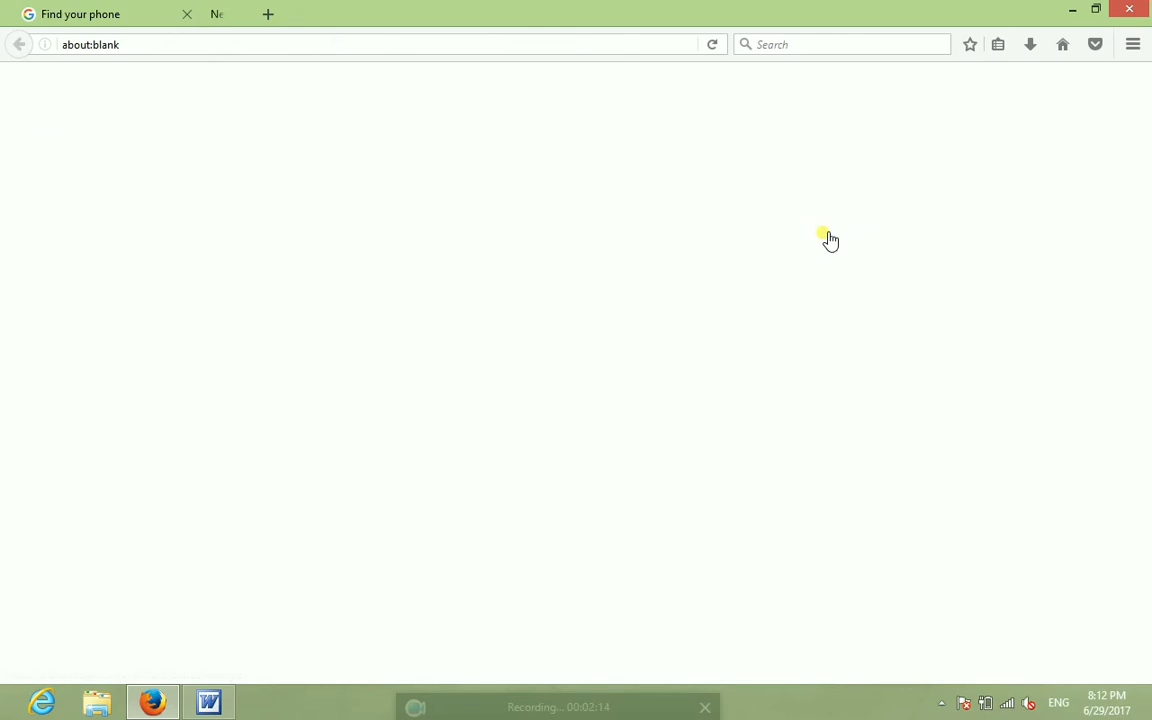 Find your phone
Ne
about:blank
Search
Recording... 00:02:14
ENG
8:12 PM
6/29/2017